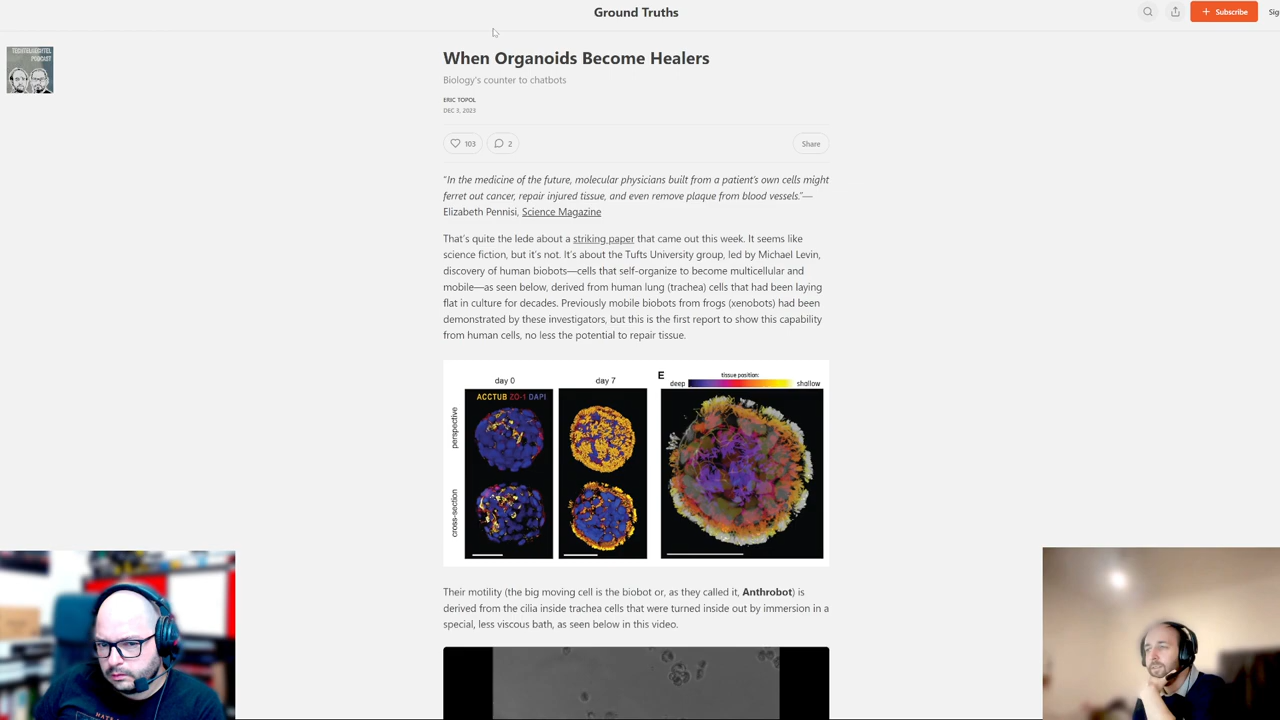 Ground Truths
Subscribe
Sig
TECHTELMECHTEL
PODCAST
When Organoids Become Healers
Biology's counter to chatbots
ERIC TOPOL
DEC 3, 2023
103
2
Share
"In the medicine of the future, molecular physicians built from a patient's own cells might
ferret out cancer, repair injured tissue, and even remove plaque from blood vessels."—
Elizabeth Pennisi, Science Magazine
That's quite the lede about a striking paper that came out this week. It seems like
science fiction, but it's not. It's about the Tufts University group, led by Michael Levin,
discovery of human biobots—cells that self-organize to become multicellular and
mobile—as seen below, derived from human lung (trachea) cells that had been laying
flat in culture for decades. Previously mobile biobots from frogs (xenobots) had been
demonstrated by these investigators, but this is the first report to show this capability
from human cells, no less the potential to repair tissue.
day 0
day 7
E
tissue position:
deep
shallow
ACCTUB ZO-1 DAPI
perspective
cross-section
Their motility (the big moving cell is the biobot or, as they called it, Anthrobot) is
derived from the cilia inside trachea cells that were turned inside out by immersion in a
special, less viscous bath, as seen below in this video.